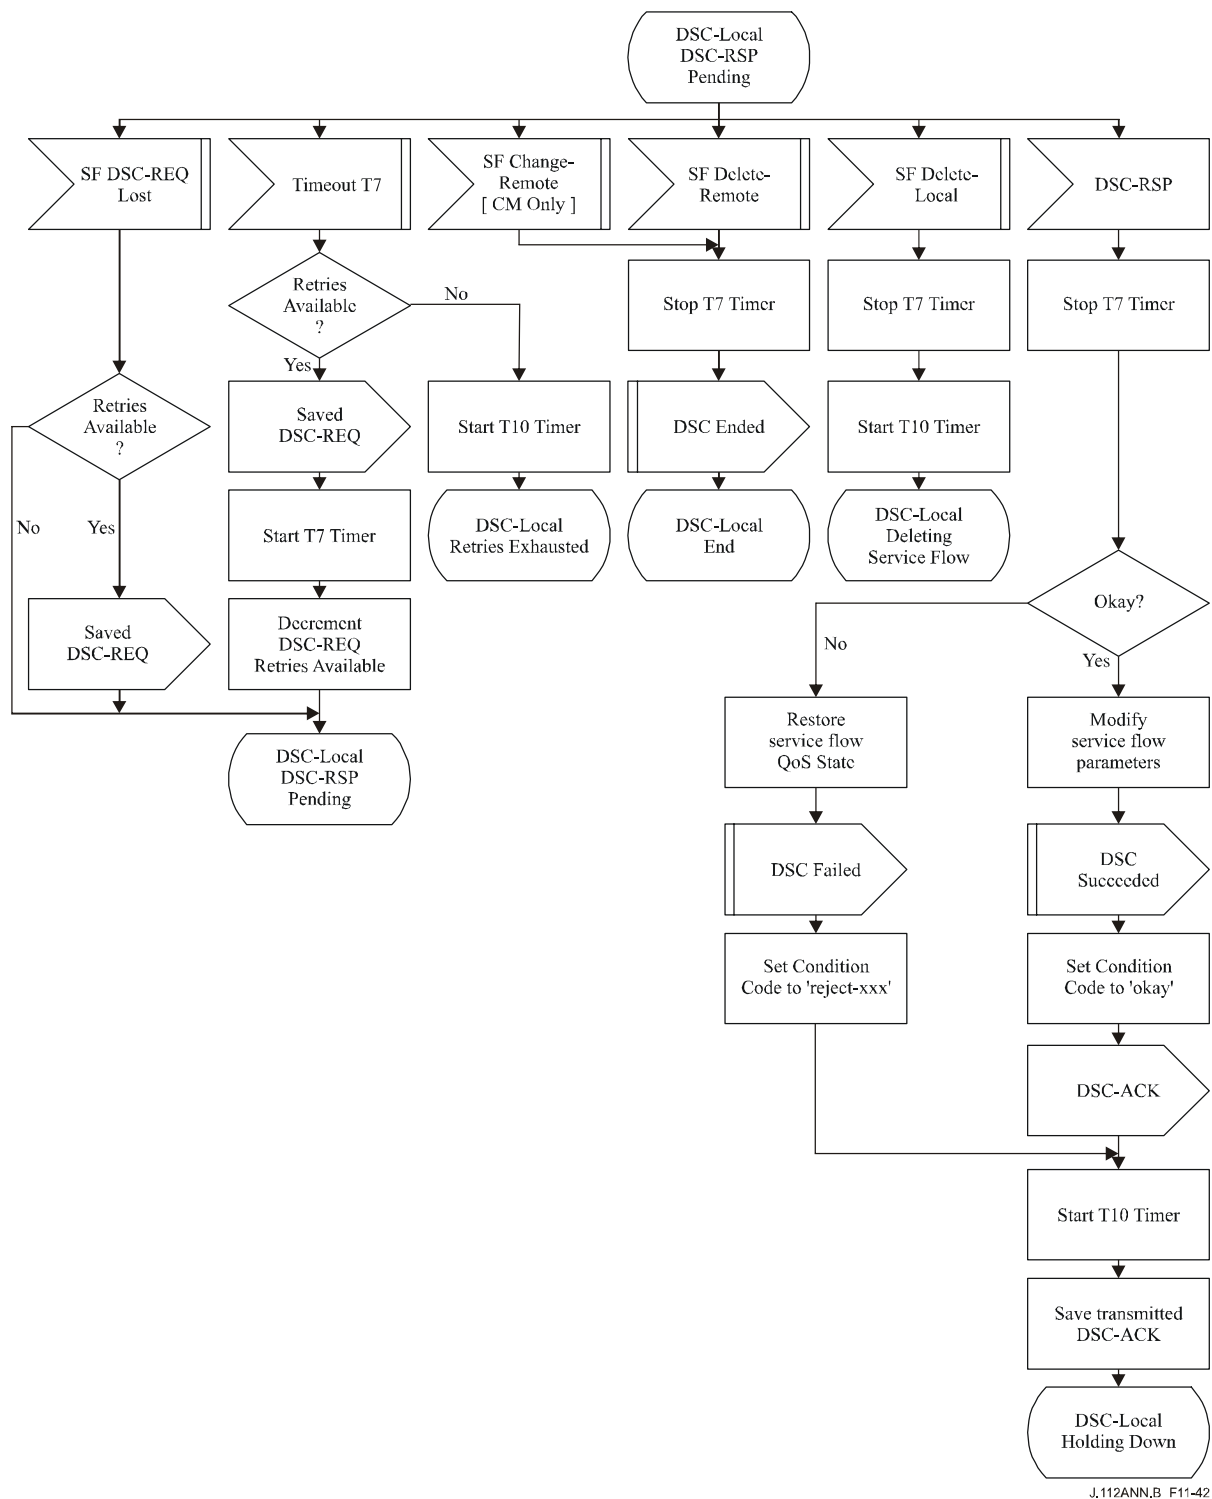 DSC-Local
DSC-RSP
Pending
SF DSC-REQ
Lost
Timeout T7
SF Change-
Remote
[ CM Only ]
SF Delete-
Remote
SF Delete-
Local
DSC-RSP
Retries
Available
?
No
Yes
Stop T7 Timer
Stop T7 Timer
Stop T7 Timer
Retries
Available
?
No
Yes
Saved
DSC-REQ
Start T10 Timer
DSC Ended
Start T10 Timer
Start T7 Timer
DSC-Local
Retries Exhausted
DSC-Local
End
DSC-Local
Deleting
Service Flow
Saved
DSC-REQ
Decrement
DSC-REQ
Retries Available
Okay?
No
Yes
DSC-Local
DSC-RSP
Pending
Restore
service flow
QoS State
Modify
service flow
parameters
DSC Failed
DSC
Succeeded
Set Condition
Code to 'reject-xxx'
Set Condition
Code to 'okay'
DSC-ACK
Start T10 Timer
Save transmitted
DSC-ACK
DSC-Local
Holding Down
J.112ANN.B_F11-42